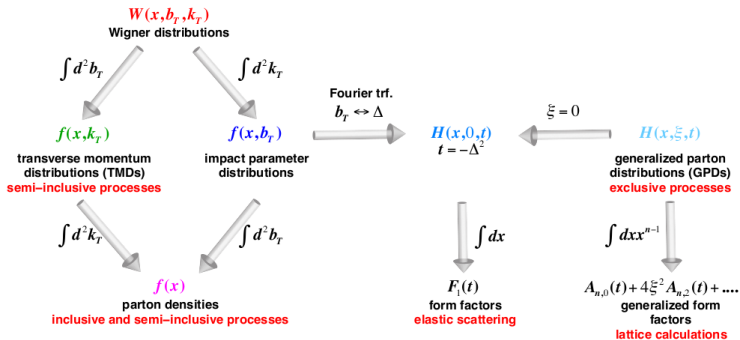 W(x,b_T,k_T)
Wigner distributions
∫d²b_T
∫d²k_T
Fourier trf.
b_T ↔ Δ
ξ = 0
f(x,k_T)
f(x,b_T)
H(x,0,t)
t = −Δ²
H(x,ξ,t)
transverse momentum
distributions (TMDs)
semi–inclusive processes
impact parameter
distributions
generalized parton
distributions (GPDs)
exclusive processes
∫d²k_T
∫d²b_T
∫dx
∫dxx^{n−1}
f(x)
parton densities
inclusive and semi–inclusive processes
F₁(t)
form factors
elastic scattering
A_{n,0}(t) + 4ξ² A_{n,2}(t) + ....
generalized form
factors
lattice calculations